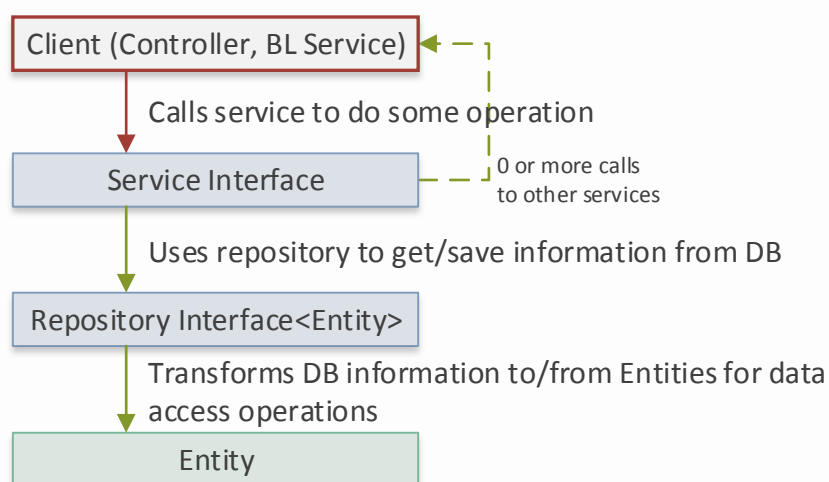 Client (Controller, BL Service)
Calls service to do some operation
Service Interface
0 or more calls
to other services
Uses repository to get/save information from DB
Repository Interface<Entity>
Transforms DB information to/from Entities for data
access operations
Entity